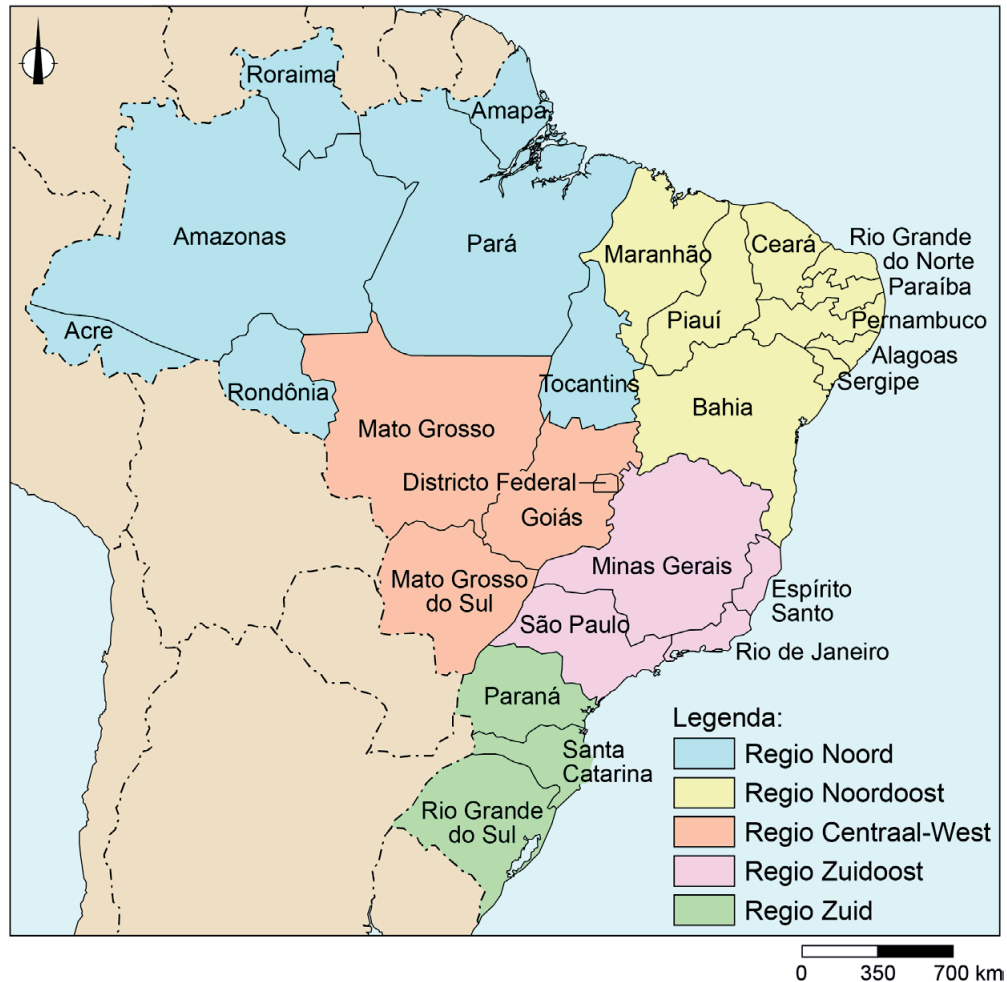 Roraima
Amapá
Amazonas
Pará
Maranhão
Ceará
Rio Grande
do Norte
Paraíba
Acre
Piauí
Pernambuco
Alagoas
Rondônia
Tocantins
Sergipe
Bahia
Mato Grosso
Districto Federal
Goiás
Mato Grosso
do Sul
Minas Gerais
Espírito
Santo
São Paulo
Rio de Janeiro
Paraná
Santa
Catarina
Rio Grande
do Sul
Legenda:
Regio Noord
Regio Noordoost
Regio Centraal-West
Regio Zuidoost
Regio Zuid
0 350 700 km